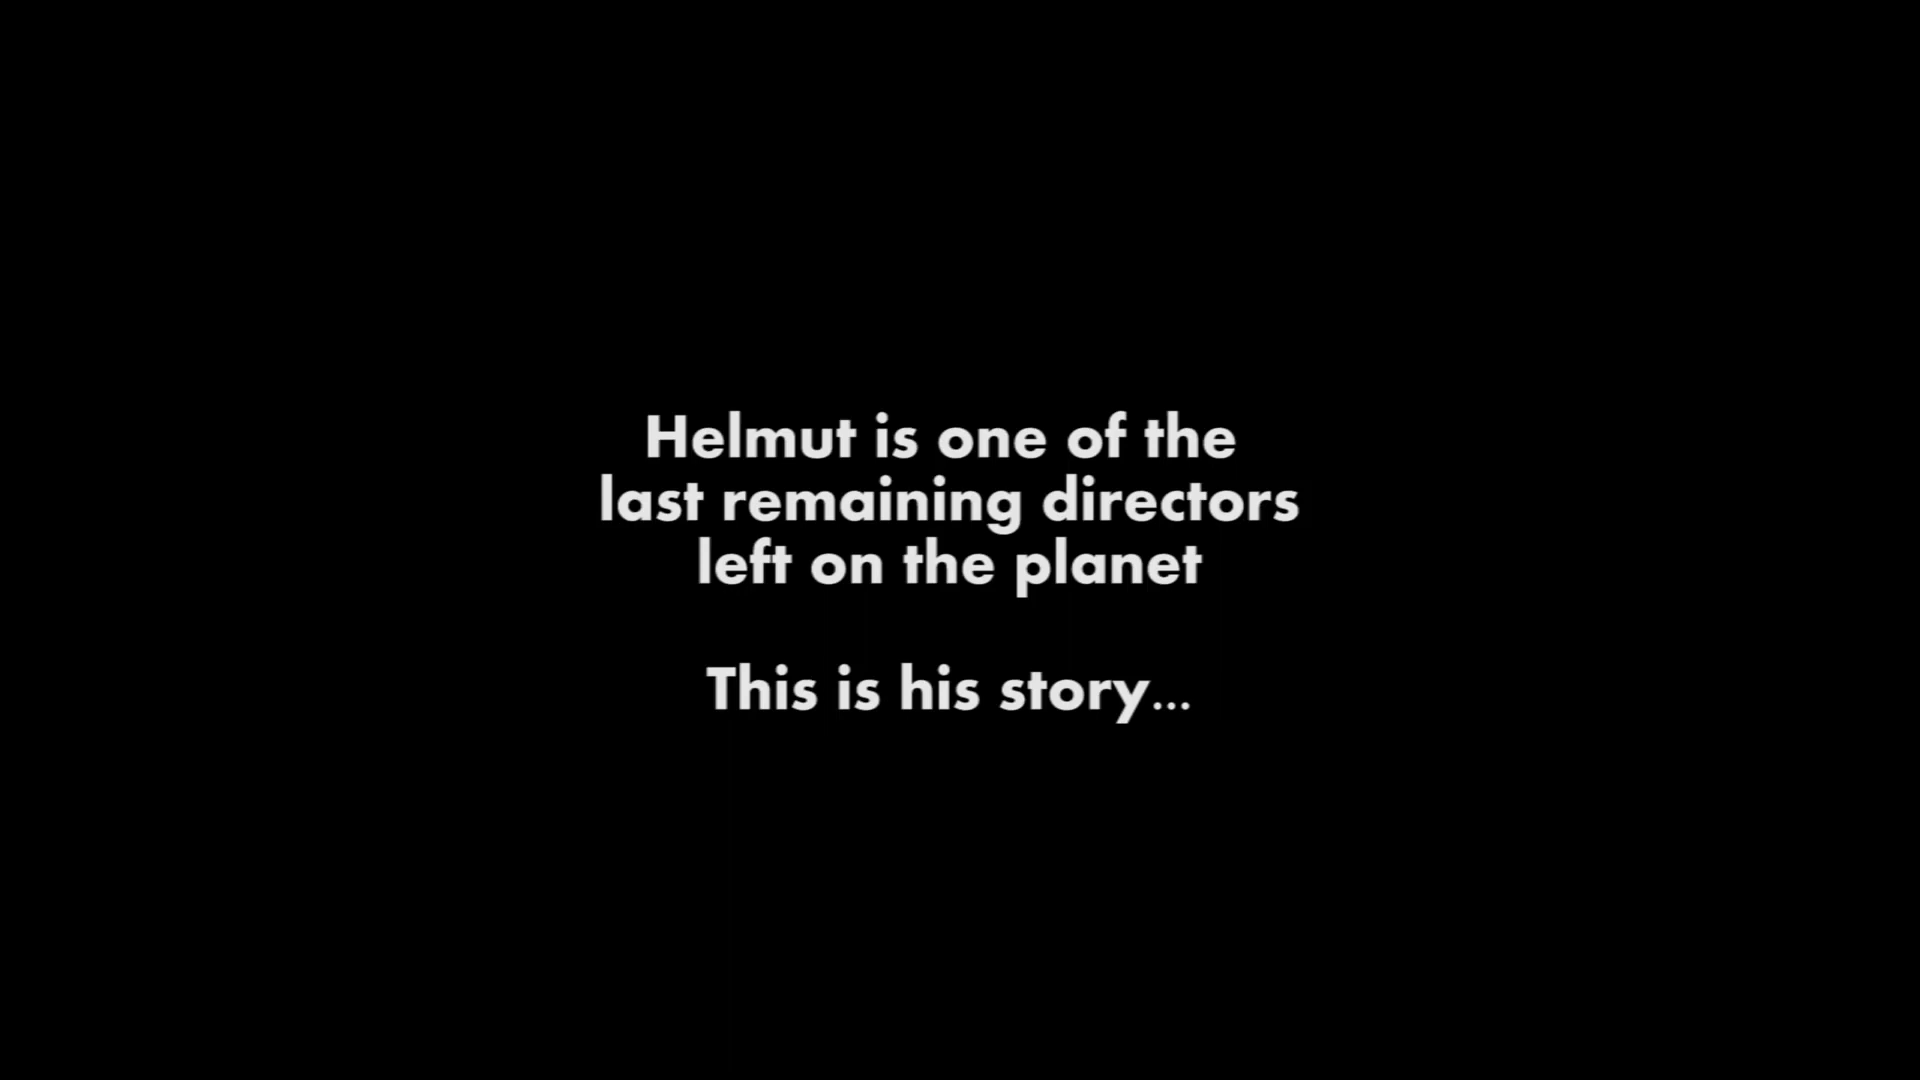 Helmut is one of the
last remaining directors
left on the planet
This is his story...